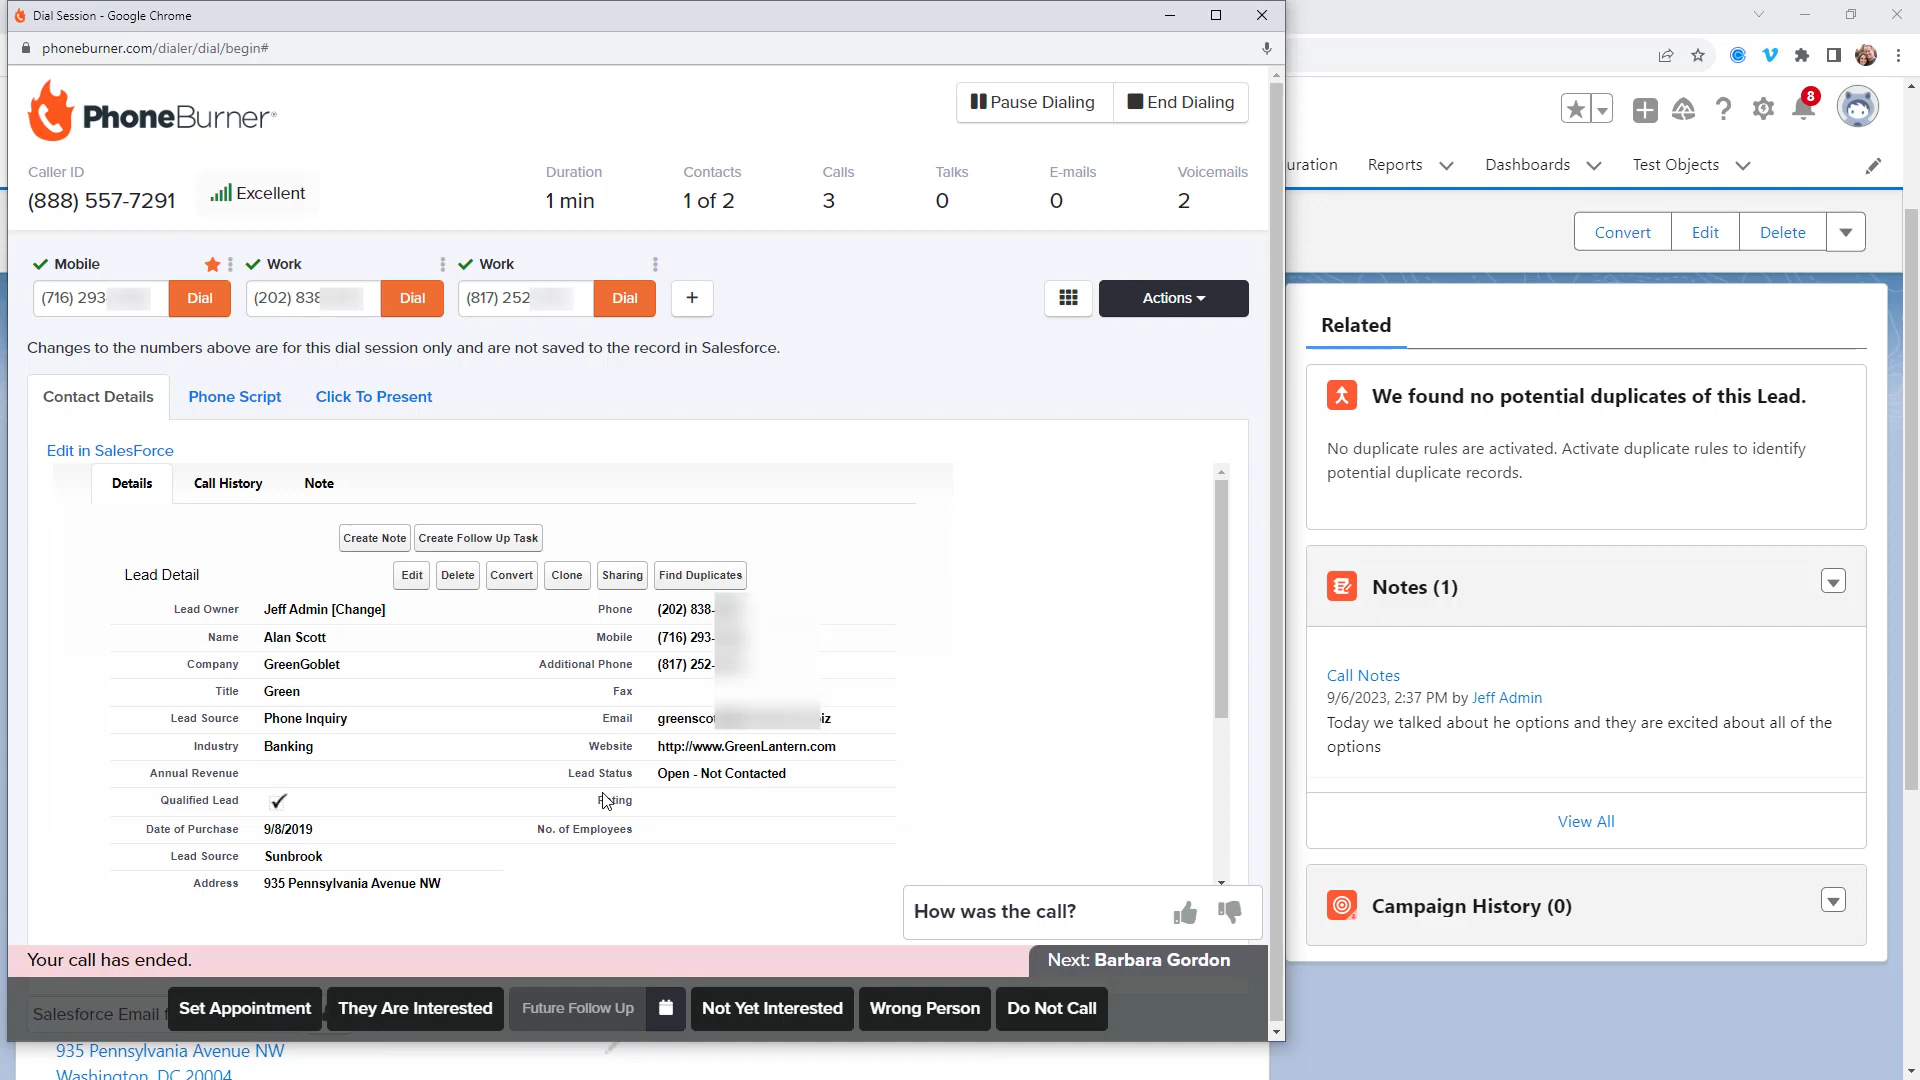 Dial Session - Google Chrome
phoneburner.com/dialer/dial/begin#
PhoneBurner
Pause Dialing
End Dialing
Caller ID
(888) 557-7291
Excellent
Duration
1 min
Contacts
1 of 2
Calls
3
Talks
0
E-mails
0
Voicemails
2
Mobile
Work
Work
(716) 293-
Dial
(202) 838
Dial
(817) 252
Dial
+
Actions
Changes to the numbers above are for this dial session only and are not saved to the record in Salesforce.
Contact Details
Phone Script
Click To Present
Edit in SalesForce
Details
Call History
Note
Create Note
Create Follow Up Task
Lead Detail
Edit
Delete
Convert
Clone
Sharing
Find Duplicates
Lead Owner Jeff Admin [Change]
Phone (202) 838-
Name Alan Scott
Mobile (716) 293-
Company GreenGoblet
Additional Phone (817) 252-
Title Green
Fax
Lead Source Phone Inquiry
Email greensco iz
Industry Banking
Website http://www.GreenLantern.com
Annual Revenue
Lead Status Open - Not Contacted
Qualified Lead
Date of Purchase 9/8/2019
No. of Employees
Lead Source Sunbrook
Address 935 Pennsylvania Avenue NW
How was the call?
Your call has ended.
Next: Barbara Gordon
Salesforce Email
Set Appointment
They Are Interested
Future Follow Up
Not Yet Interested
Wrong Person
Do Not Call
935 Pennsylvania Avenue NW
Washington, DC 20004
8
uration
Reports
Dashboards
Test Objects
Convert
Edit
Delete
Related
We found no potential duplicates of this Lead.
No duplicate rules are activated. Activate duplicate rules to identify
potential duplicate records.
Notes (1)
Call Notes
9/6/2023, 2:37 PM by Jeff Admin
Today we talked about he options and they are excited about all of the
options
View All
Campaign History (0)